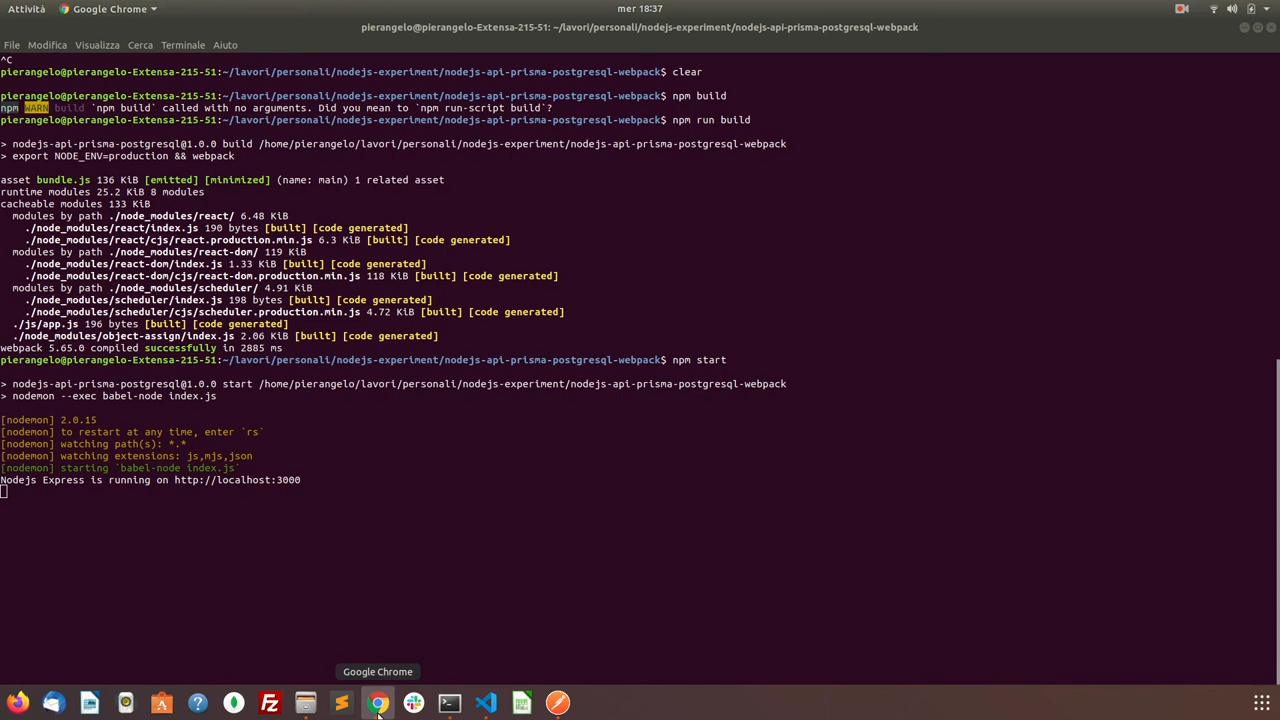 Attività Google Chrome mer 18:37
pierangelo@pierangelo-Extensa-215-51: ~/lavori/personali/nodejs-experiment/nodejs-api-prisma-postgresql-webpack
File Modifica Visualizza Cerca Terminale Aiuto
^C
pierangelo@pierangelo-Extensa-215-51:~/lavori/personali/nodejs-experiment/nodejs-api-prisma-postgresql-webpack$ clear
pierangelo@pierangelo-Extensa-215-51:~/lavori/personali/nodejs-experiment/nodejs-api-prisma-postgresql-webpack$ npm build
npm WARN build `npm build` called with no arguments. Did you mean to `npm run-script build`?
pierangelo@pierangelo-Extensa-215-51:~/lavori/personali/nodejs-experiment/nodejs-api-prisma-postgresql-webpack$ npm run build
> nodejs-api-prisma-postgresql@1.0.0 build /home/pierangelo/lavori/personali/nodejs-experiment/nodejs-api-prisma-postgresql-webpack
> export NODE_ENV=production && webpack
asset bundle.js 136 KiB [emitted] [minimized] (name: main) 1 related asset
runtime modules 25.2 KiB 8 modules
cacheable modules 133 KiB
modules by path ./node_modules/react/ 6.48 KiB
./node_modules/react/index.js 190 bytes [built] [code generated]
./node_modules/react/cjs/react.production.min.js 6.3 KiB [built] [code generated]
modules by path ./node_modules/react-dom/ 119 KiB
./node_modules/react-dom/index.js 1.33 KiB [built] [code generated]
./node_modules/react-dom/cjs/react-dom.production.min.js 118 KiB [built] [code generated]
modules by path ./node_modules/scheduler/ 4.91 KiB
./node_modules/scheduler/index.js 198 bytes [built] [code generated]
./node_modules/scheduler/cjs/scheduler.production.min.js 4.72 KiB [built] [code generated]
./js/app.js 196 bytes [built] [code generated]
./node_modules/object-assign/index.js 2.06 KiB [built] [code generated]
webpack 5.65.0 compiled successfully in 2885 ms
pierangelo@pierangelo-Extensa-215-51:~/lavori/personali/nodejs-experiment/nodejs-api-prisma-postgresql-webpack$ npm start
> nodejs-api-prisma-postgresql@1.0.0 start /home/pierangelo/lavori/personali/nodejs-experiment/nodejs-api-prisma-postgresql-webpack
> nodemon --exec babel-node index.js
[nodemon] 2.0.15
[nodemon] to restart at any time, enter `rs`
[nodemon] watching path(s): *.*
[nodemon] watching extensions: js,mjs,json
[nodemon] starting `babel-node index.js`
Nodejs Express is running on http://localhost:3000
Google Chrome